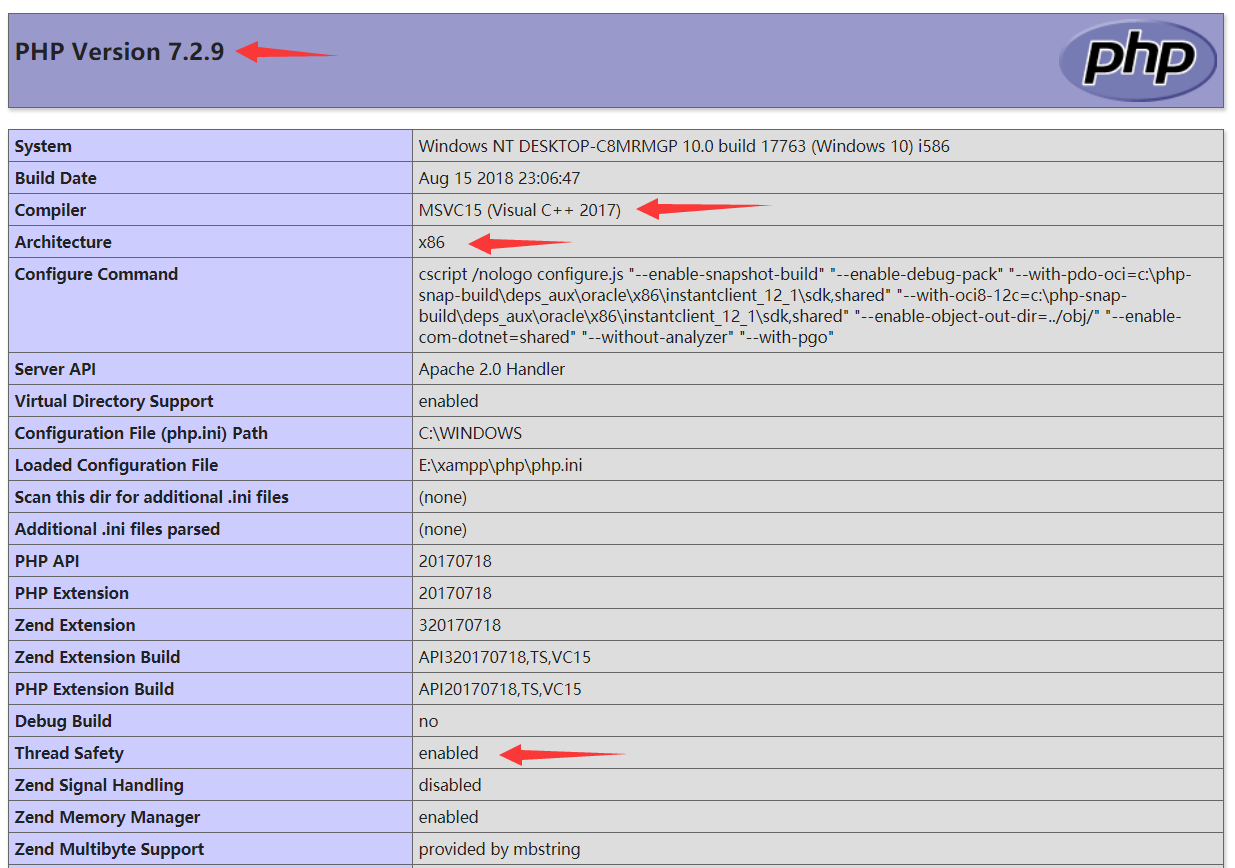 PHP Version 7.2.9
php
System Windows NT DESKTOP-C8MRMGP 10.0 build 17763 (Windows 10) i586
Build Date Aug 15 2018 23:06:47
Compiler MSVC15 (Visual C++ 2017)
Architecture x86
Configure Command cscript /nologo configure.js "--enable-snapshot-build" "--enable-debug-pack" "--with-pdo-oci=c:\php-
snap-build\deps_aux\oracle\x86\instantclient_12_1\sdk,shared" "--with-oci8-12c=c:\php-snap-
build\deps_aux\oracle\x86\instantclient_12_1\sdk,shared" "--enable-object-out-dir=../obj/" "--enable-
com-dotnet=shared" "--without-analyzer" "--with-pgo"
Server API Apache 2.0 Handler
Virtual Directory Support enabled
Configuration File (php.ini) Path C:\WINDOWS
Loaded Configuration File E:\xampp\php\php.ini
Scan this dir for additional .ini files (none)
Additional .ini files parsed (none)
PHP API 20170718
PHP Extension 20170718
Zend Extension 320170718
Zend Extension Build API320170718,TS,VC15
PHP Extension Build API20170718,TS,VC15
Debug Build no
Thread Safety enabled
Zend Signal Handling disabled
Zend Memory Manager enabled
Zend Multibyte Support provided by mbstring